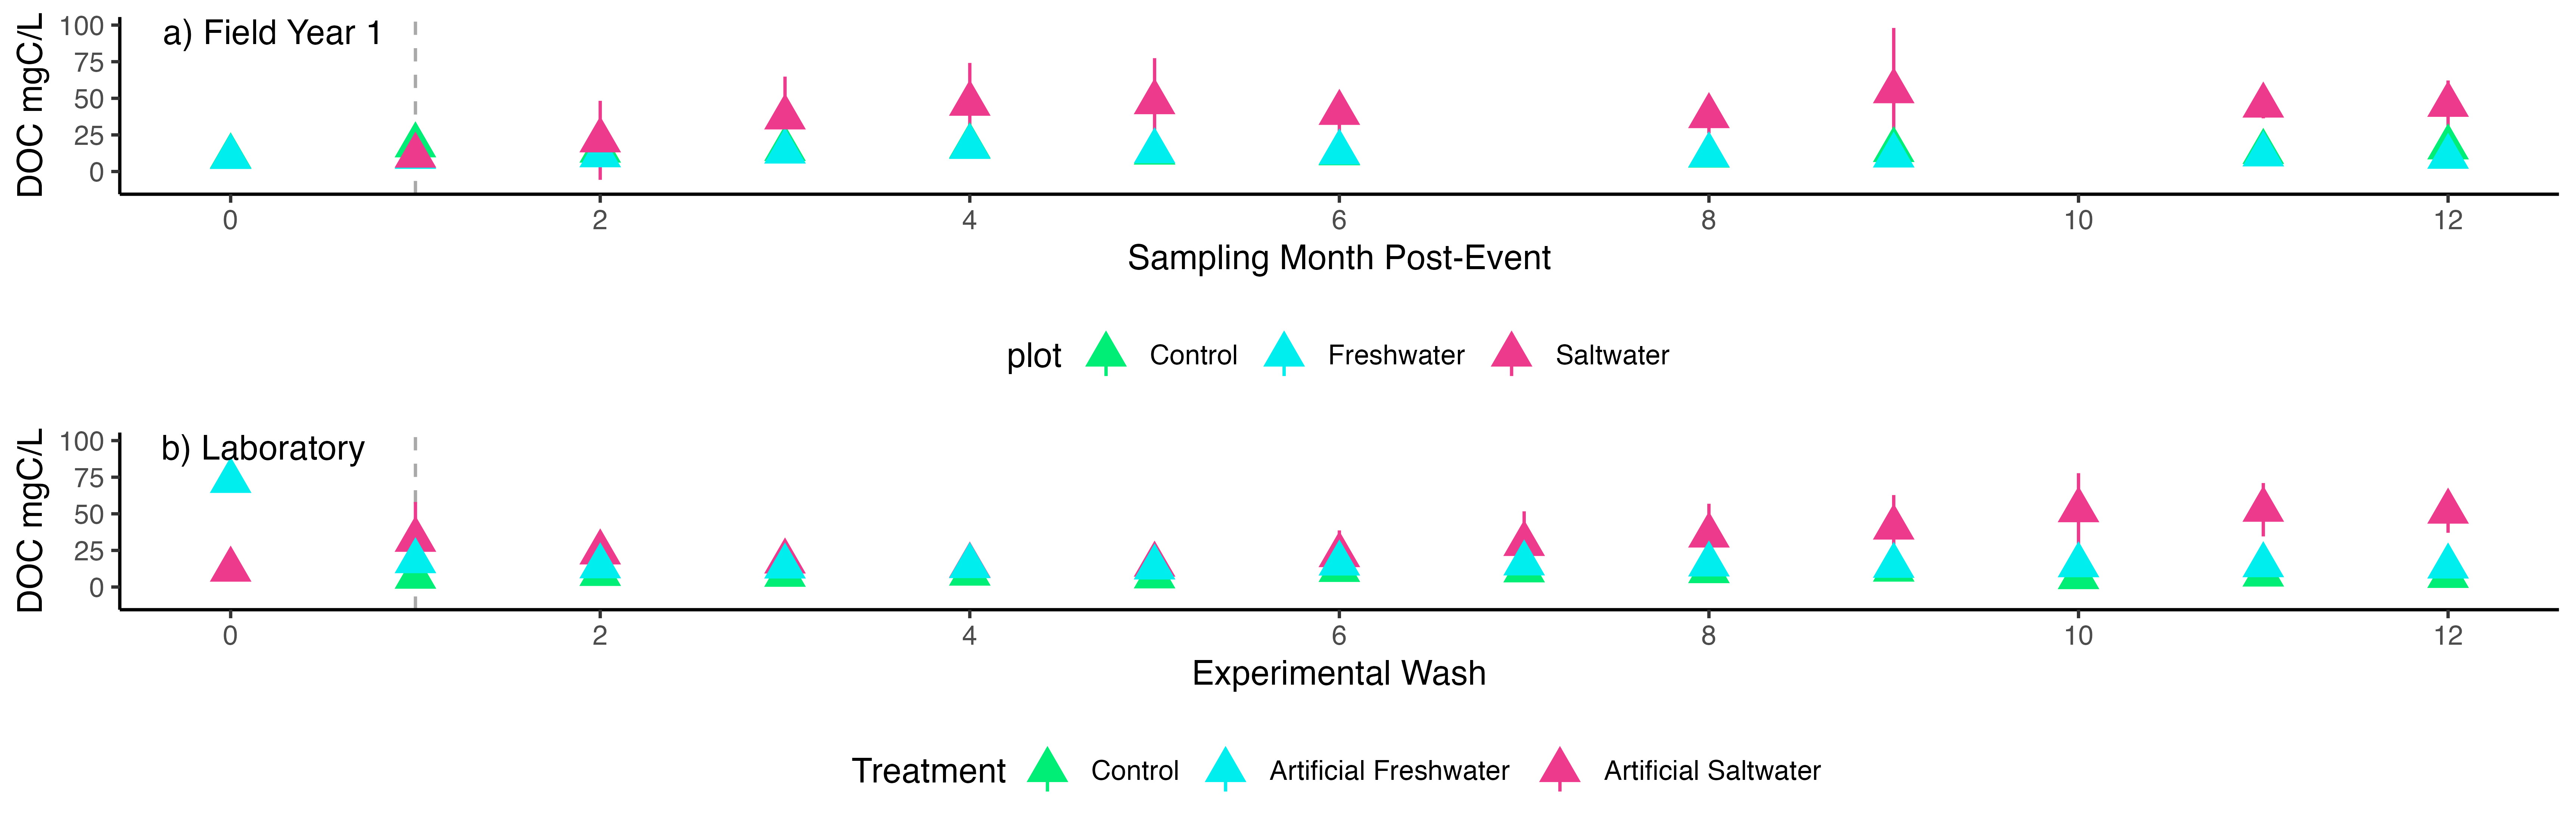 a) Field Year 1
DOC mgC/L
100
75
50
25
0
0 2 4 6 8 10 12
Sampling Month Post-Event
plot Control Freshwater Saltwater
b) Laboratory
DOC mgC/L
100
75
50
25
0
0 2 4 6 8 10 12
Experimental Wash
Treatment Control Artificial Freshwater Artificial Saltwater